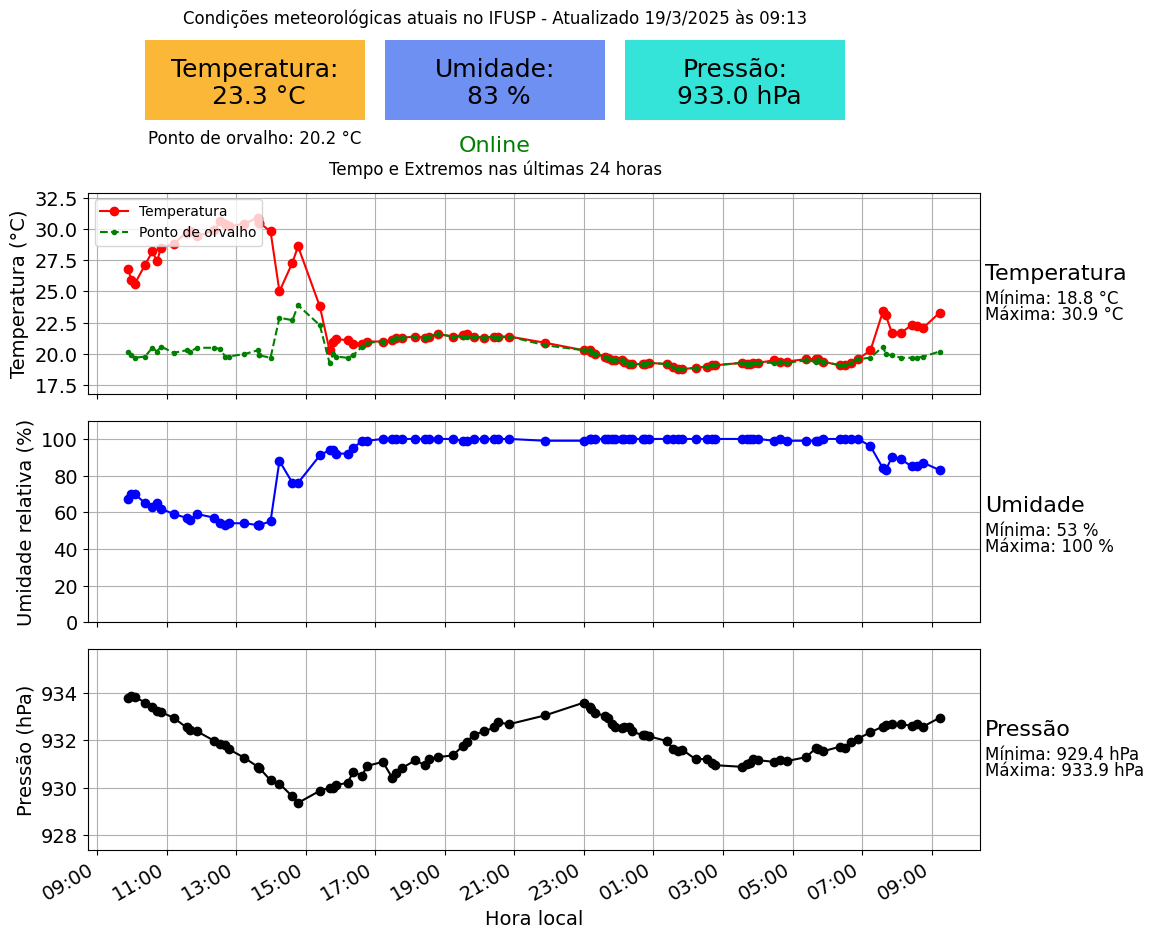 Condições meteorológicas atuais no IFUSP - Atualizado 19/3/2025 às 09:13
Temperatura:
23.3 °C
Umidade:
83 %
Pressão:
933.0 hPa
Ponto de orvalho: 20.2 °C
Online
Tempo e Extremos nas últimas 24 horas
Temperatura (°C)
32.5
30.0
27.5
25.0
22.5
20.0
17.5
Temperatura
Ponto de orvalho
Temperatura
Mínima: 18.8 °C
Máxima: 30.9 °C
Umidade relativa (%)
100
80
60
40
20
0
Umidade
Mínima: 53 %
Máxima: 100 %
Pressão (hPa)
934
932
930
928
Pressão
Mínima: 929.4 hPa
Máxima: 933.9 hPa
09:00
11:00
13:00
15:00
17:00
19:00
21:00
23:00
01:00
03:00
05:00
07:00
09:00
Hora local